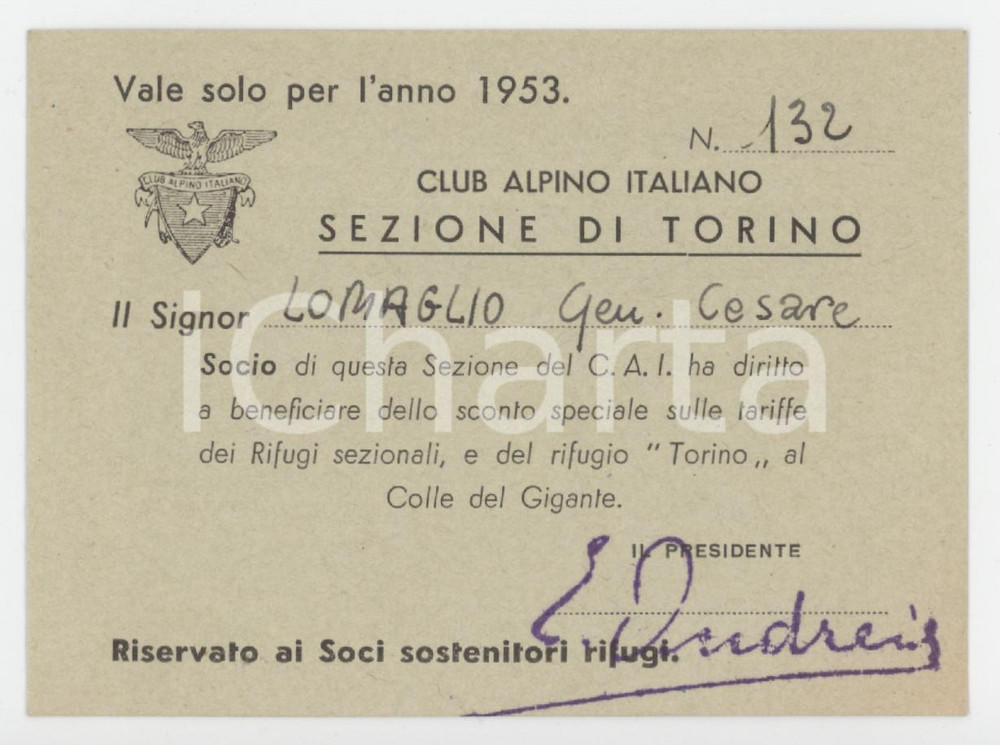 Vale solo per l'anno 1953.
N. 132
CLUB ALPINO ITALIANO
CLUB ALPINO ITALIANO
SEZIONE DI TORINO
Il Signor LOMAGLIO Gen. Cesare
Socio di questa Sezione del C. A. I. ha diritto
a beneficiare dello sconto speciale sulle tariffe
dei Rifugi sezionali, e del rifugio "Torino„ al
Colle del Gigante.
IL PRESIDENTE
E. Andreis
Riservato ai Soci sostenitori rifugi.
iCharta